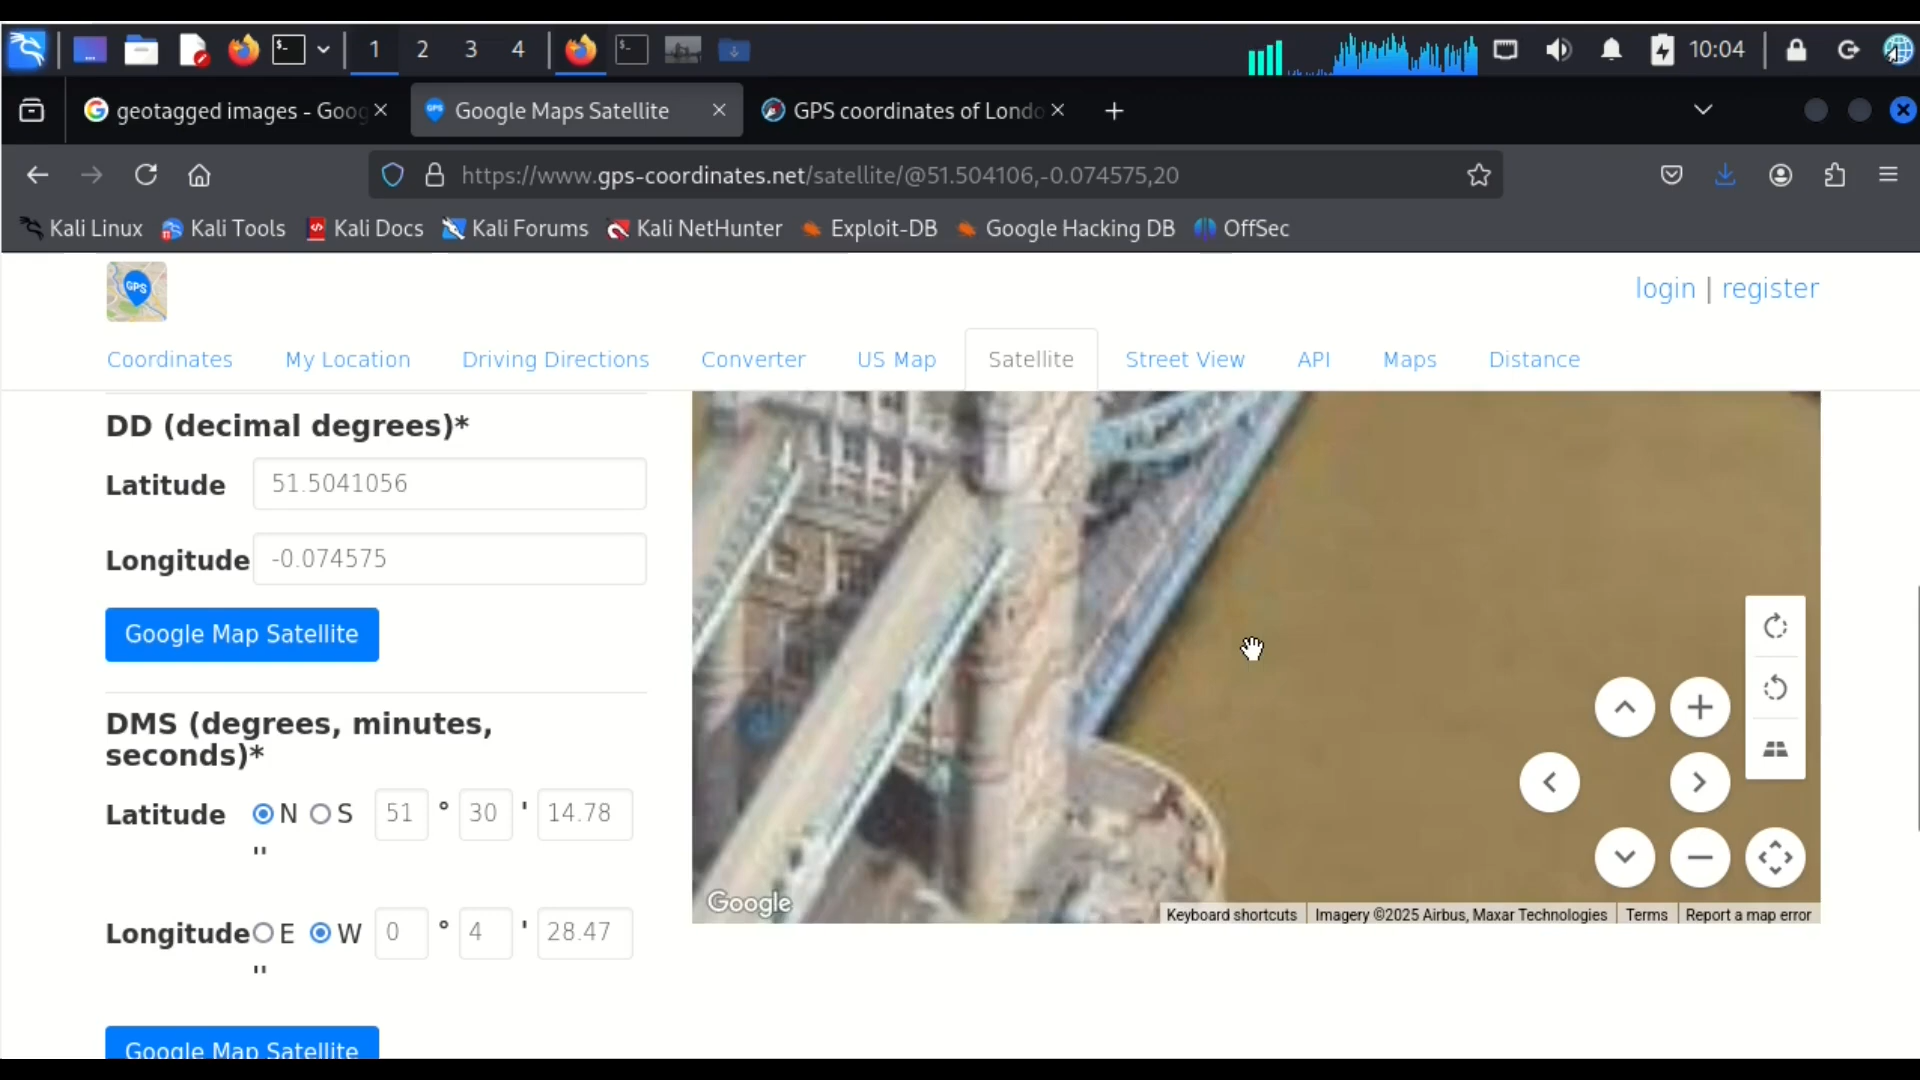 1 2 3 4 10:04
geotagged images - Goog
Google Maps Satellite
GPS coordinates of Londo
https://www.gps-coordinates.net/satellite/@51.504106,-0.074575,20
Kali Linux Kali Tools Kali Docs Kali Forums Kali NetHunter Exploit-DB Google Hacking DB OffSec
GPS
login | register
Coordinates My Location Driving Directions Converter US Map Satellite Street View API Maps Distance
DD (decimal degrees)*
Latitude 51.5041056
Longitude -0.074575
Google Map Satellite
DMS (degrees, minutes,
seconds)*
Latitude N S 51 ° 30 ' 14.78
''
Longitude E W 0 ° 4 ' 28.47
''
Google Map Satellite
Google
Keyboard shortcuts Imagery ©2025 Airbus, Maxar Technologies Terms Report a map error